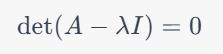 det(A − λI) = 0